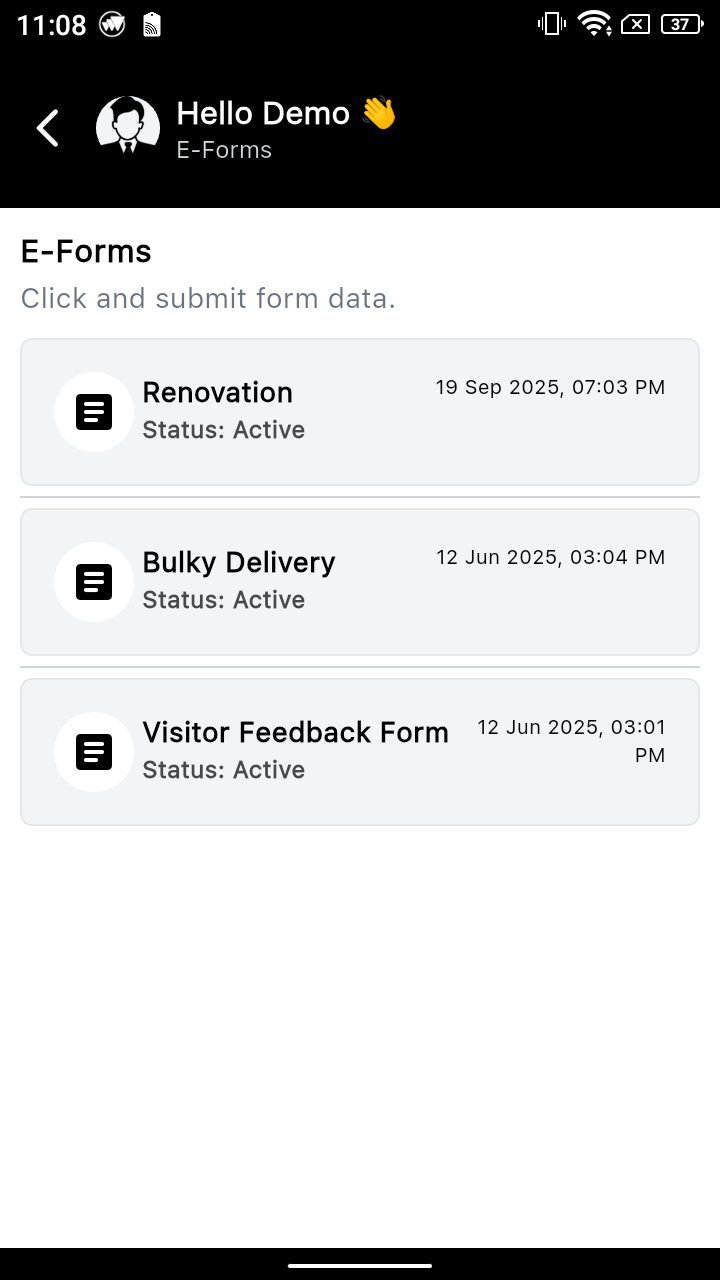 11:08
37
Hello Demo 👋
E-Forms
E-Forms
Click and submit form data.
Renovation
19 Sep 2025, 07:03 PM
Status: Active
Bulky Delivery
12 Jun 2025, 03:04 PM
Status: Active
Visitor Feedback Form
12 Jun 2025, 03:01
PM
Status: Active